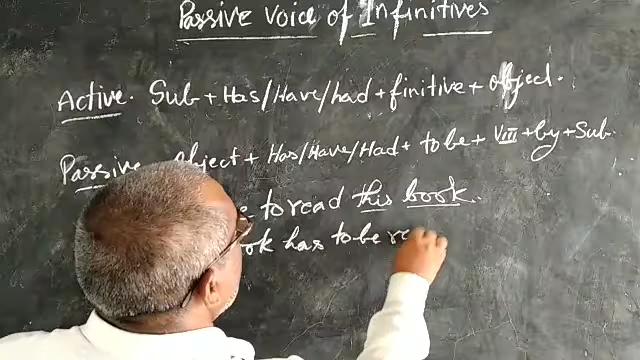 Passive Voice of Infinitives
Active. Sub + Has/Have/had + finitive + object.
Passive object + Has/Have/Had + to be + VIII + by + Sub.
to read this book.
has to be re